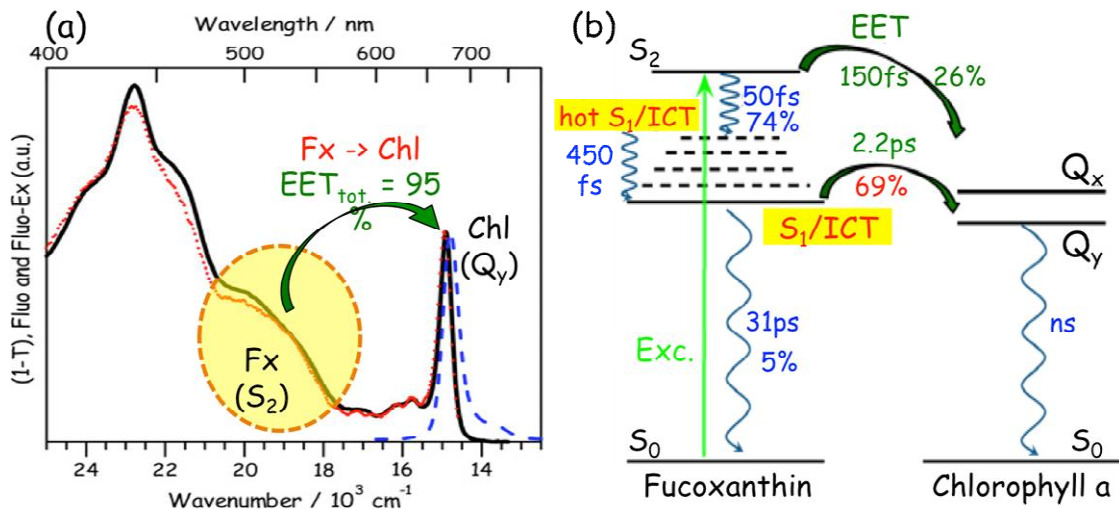 (a)
Wavelength / nm
400
500
600
700
(1-T), Fluo and Fluo-Ex (a.u.)
Fx -> Chl
EET tot. = 95
%
Chl
(Qy)
Fx
(S2)
24
22
20
18
16
14
Wavenumber / 10³ cm⁻¹
(b)
S2
EET
150fs
26%
50fs
74%
hot S1/ICT
450
fs
2.2ps
69%
S1/ICT
Qx
Qy
Exc.
31ps
5%
ns
S0
S0
Fucoxanthin
Chlorophyll a